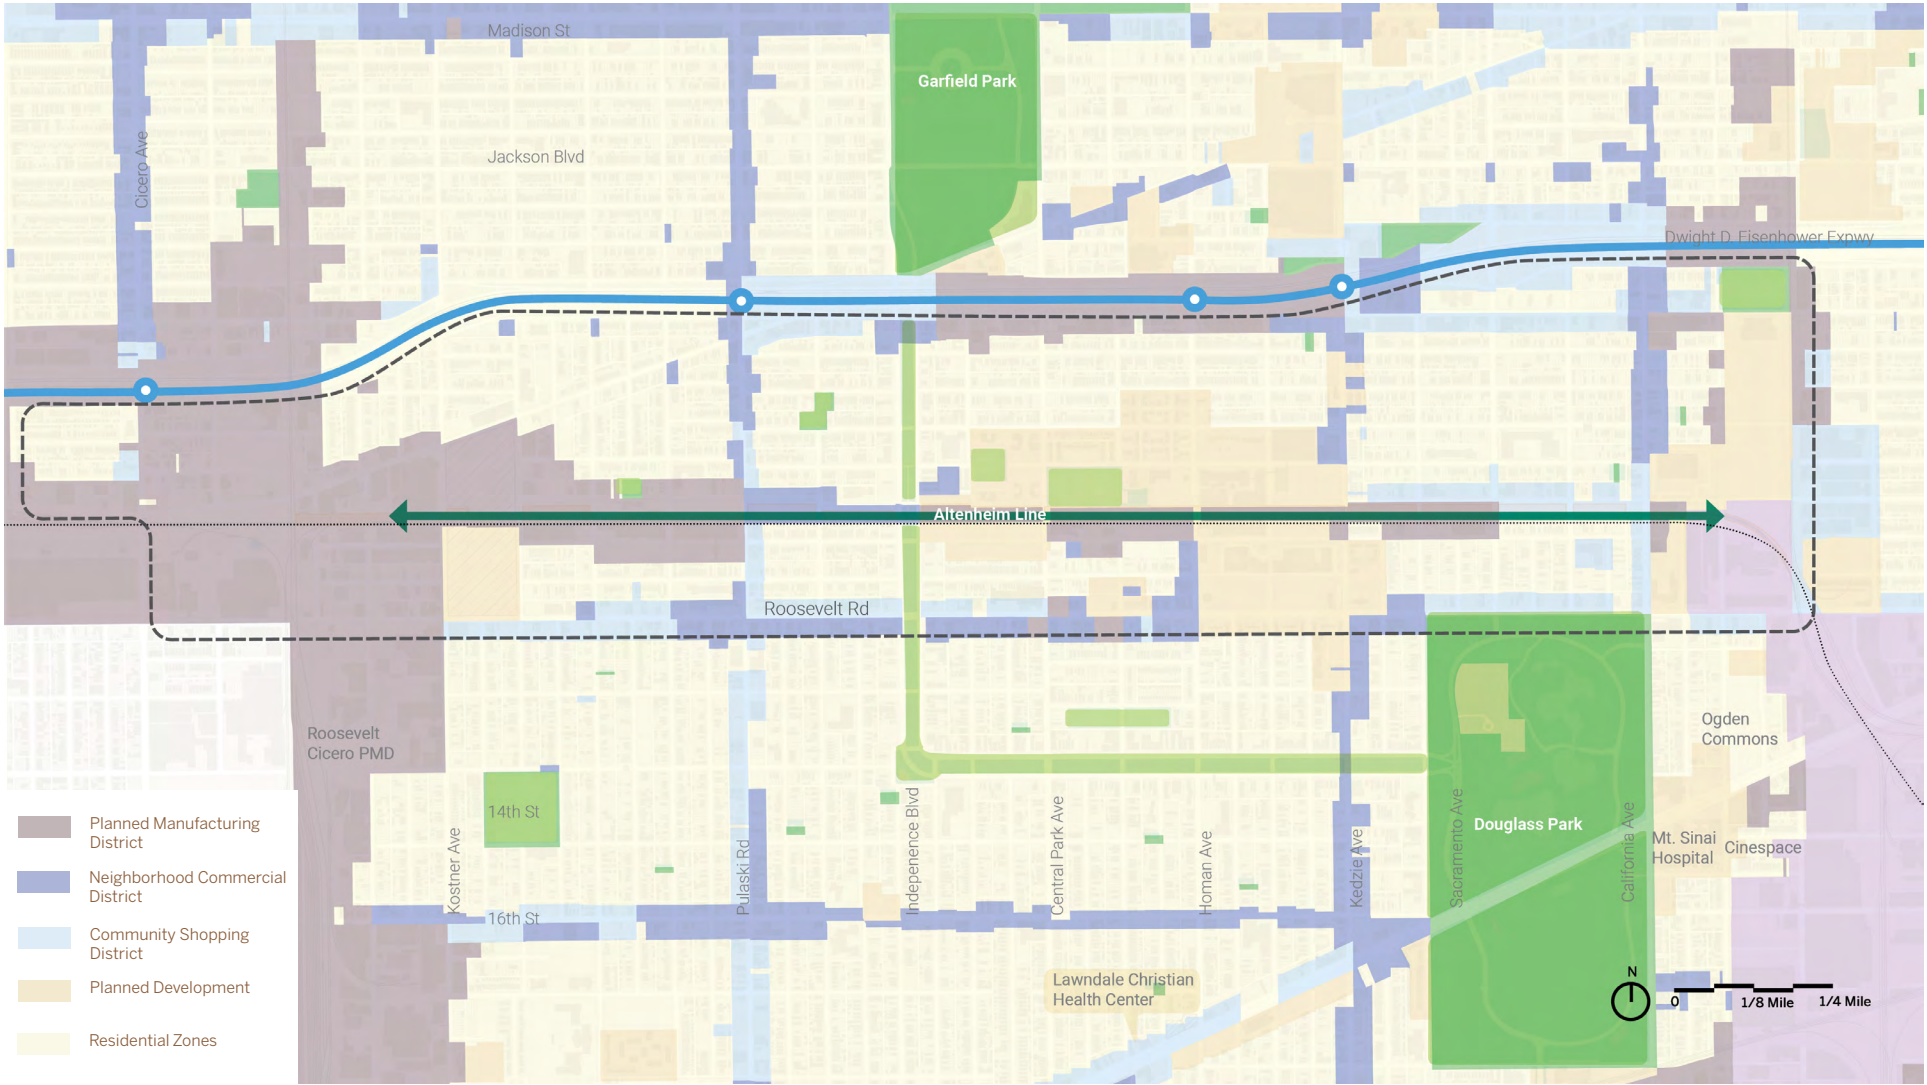 Madison St
Garfield Park
Cicero Ave
Jackson Blvd
Dwight D. Eisenhower Expwy
Altenheim Line
Roosevelt Rd
Roosevelt
Cicero PMD
Ogden
Commons
14th St
Kostner Ave
Pulaski Rd
Indepenence Blvd
Central Park Ave
Homan Ave
Kedzie Ave
Sacramento Ave
Douglass Park
California Ave
Mt. Sinai
Hospital
Cinespace
16th St
Lawndale Christian
Health Center
Planned Manufacturing
District
Neighborhood Commercial
District
Community Shopping
District
Planned Development
Residential Zones
N
0
1/8 Mile
1/4 Mile